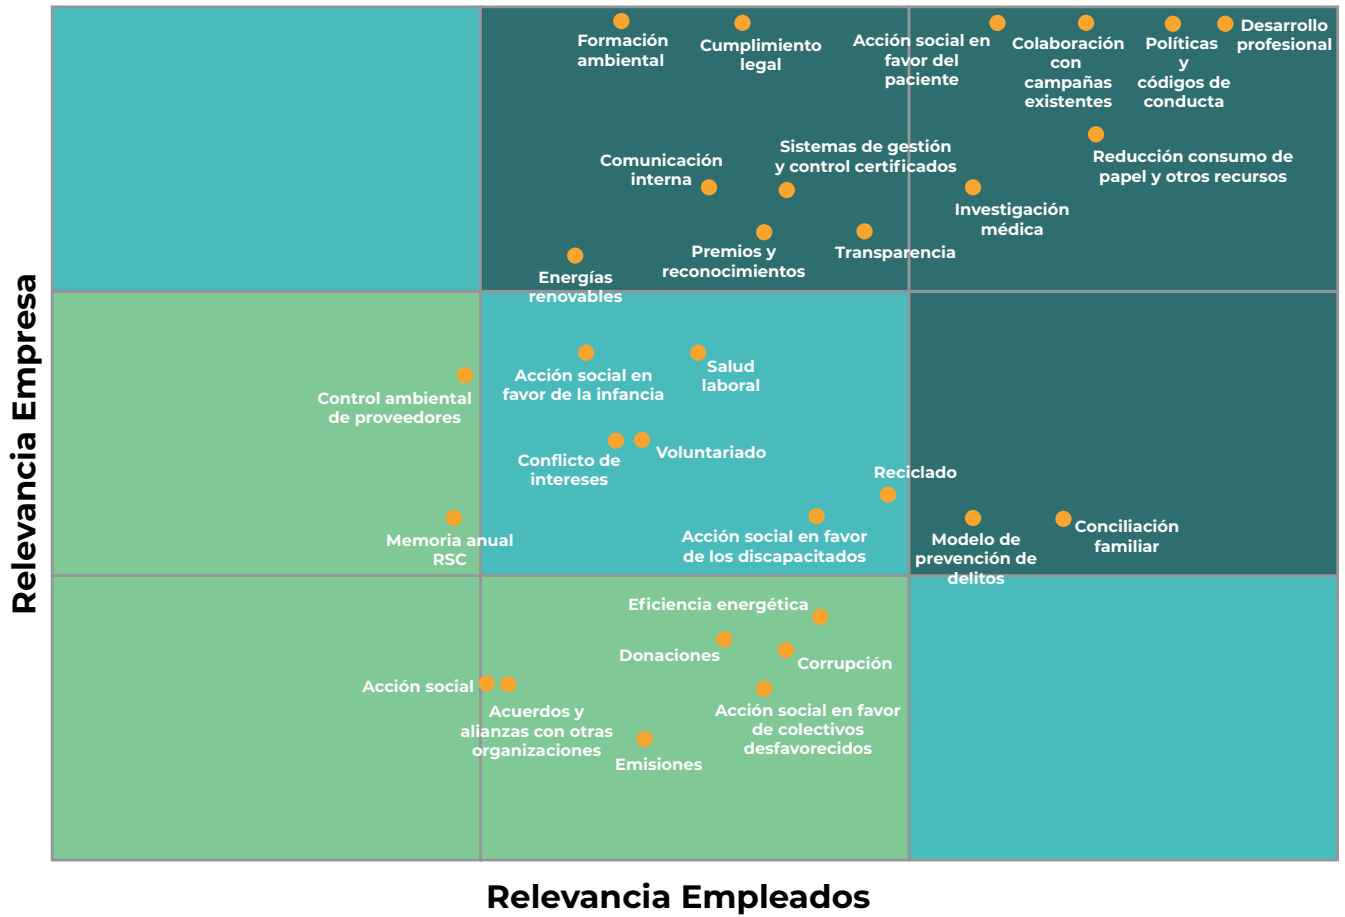 Formación
ambiental
Cumplimiento
legal
Acción social en
favor del
paciente
Colaboración
con
campañas
existentes
Políticas
y
códigos de
conducta
Desarrollo
profesional
Comunicación
interna
Sistemas de gestión
y control certificados
Reducción consumo de
papel y otros recursos
Investigación
médica
Premios y
reconocimientos
Transparencia
Energías
renovables
Acción social en
favor de la infancia
Salud
laboral
Control ambiental
de proveedores
Conflicto de
intereses
Voluntariado
Reciclado
Memoria anual
RSC
Acción social en favor
de los discapacitados
Modelo de
prevención de
delitos
Conciliación
familiar
Eficiencia energética
Donaciones
Corrupción
Acción social
Acuerdos y
alianzas con otras
organizaciones
Acción social en favor
de colectivos
desfavorecidos
Emisiones
Relevancia Empresa
Relevancia Empleados